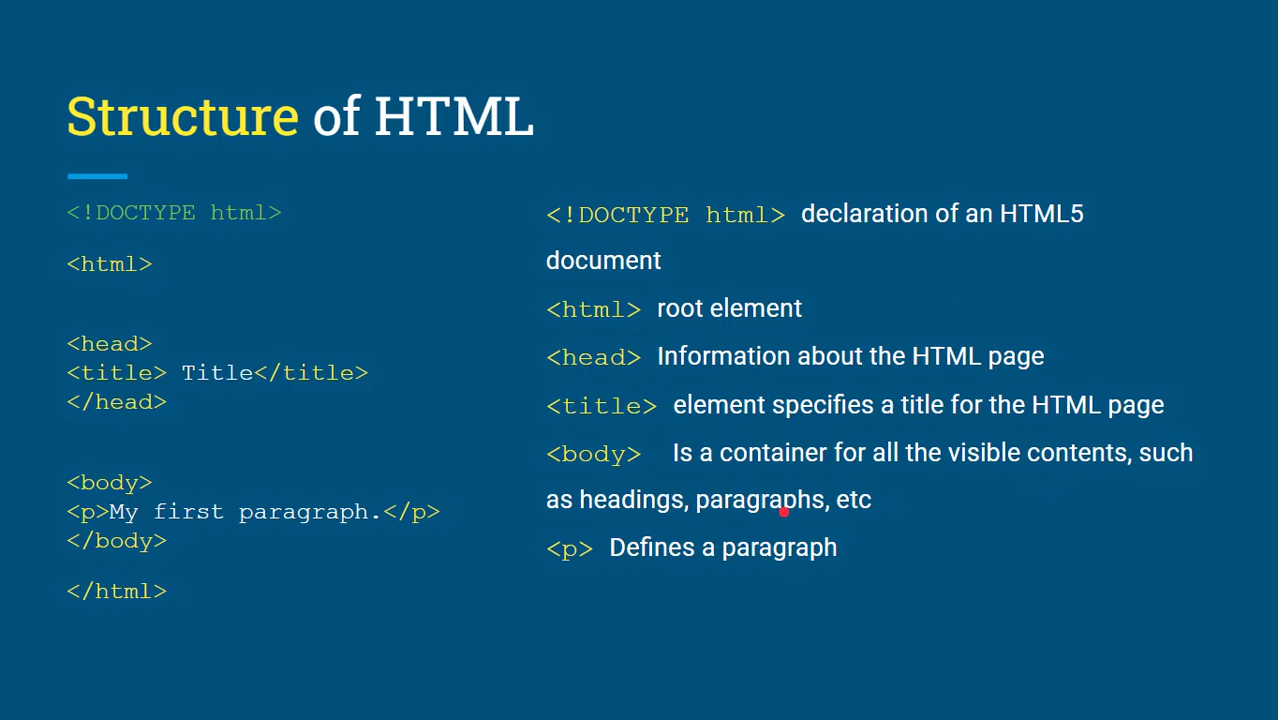 Structure of HTML
<!DOCTYPE html>
<html>
<head>
<title> Title</title>
</head>
<body>
<p>My first paragraph.</p>
</body>
</html>
<!DOCTYPE html> declaration of an HTML5
document
<html> root element
<head> Information about the HTML page
<title> element specifies a title for the HTML page
<body> Is a container for all the visible contents, such
as headings, paragraphs, etc
<p> Defines a paragraph